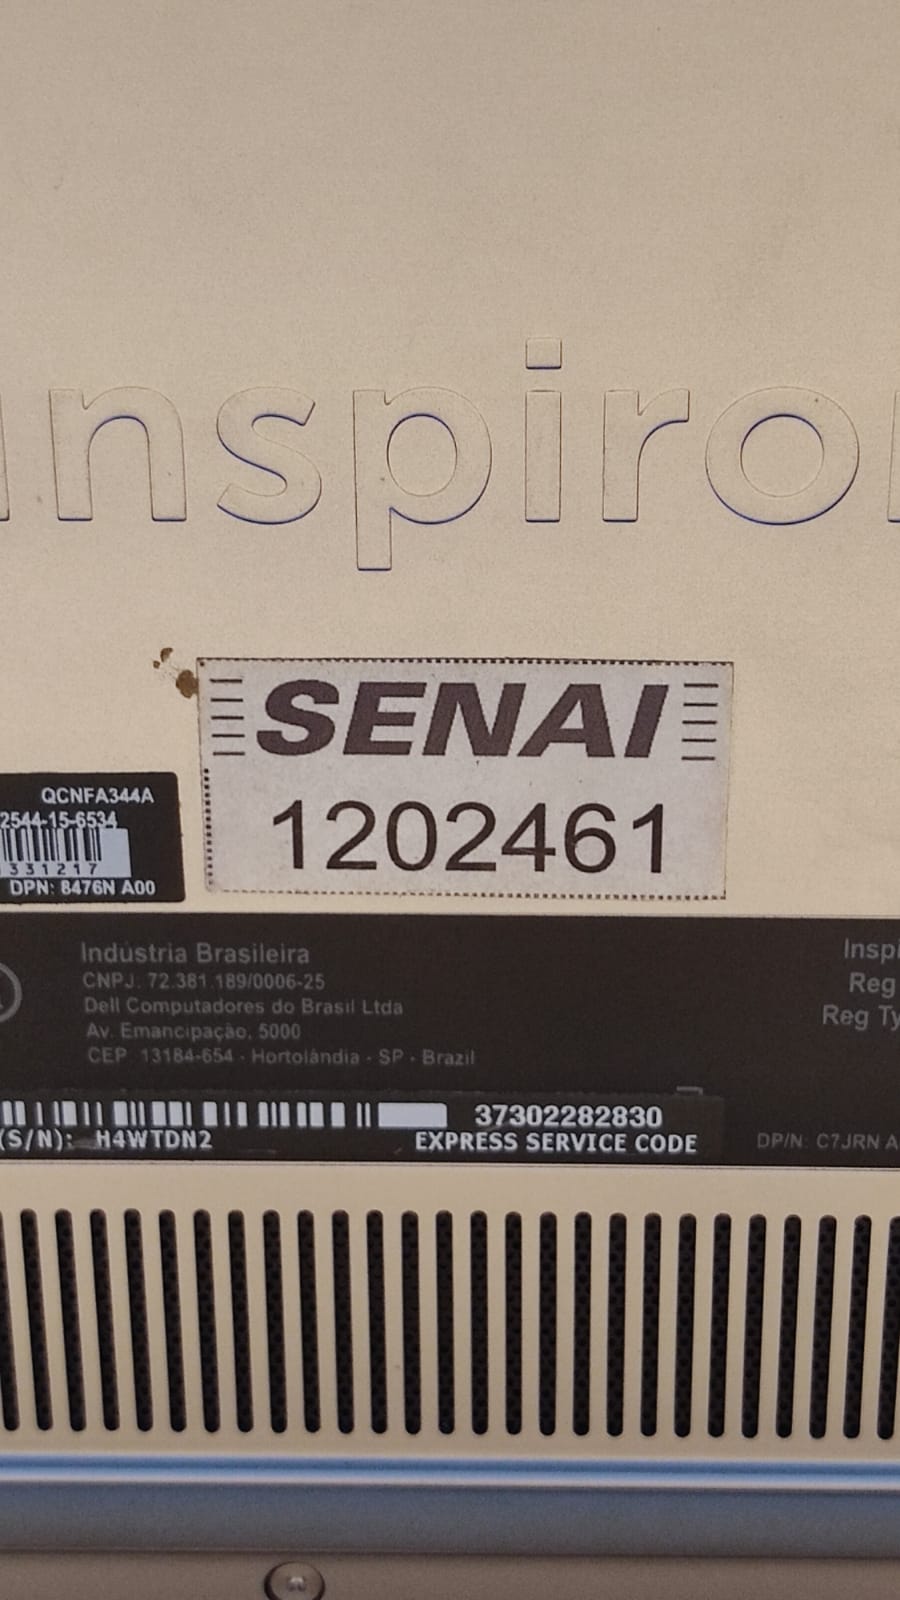 inspiron
SENAI
1202461
QCNFA344A
2544-15-6534
331217
DPN: 8476N A00
Indústria Brasileira
CNPJ. 72.381.189/0006-25
Dell Computadores do Brasil Ltda
Av. Emancipação, 5000
CEP 13184-654 - Hortolândia - SP - Brazil
Inspi
Reg
Reg Ty
37302282830
(S/N): H4WTDN2
EXPRESS SERVICE CODE
DP/N: C7JRN A